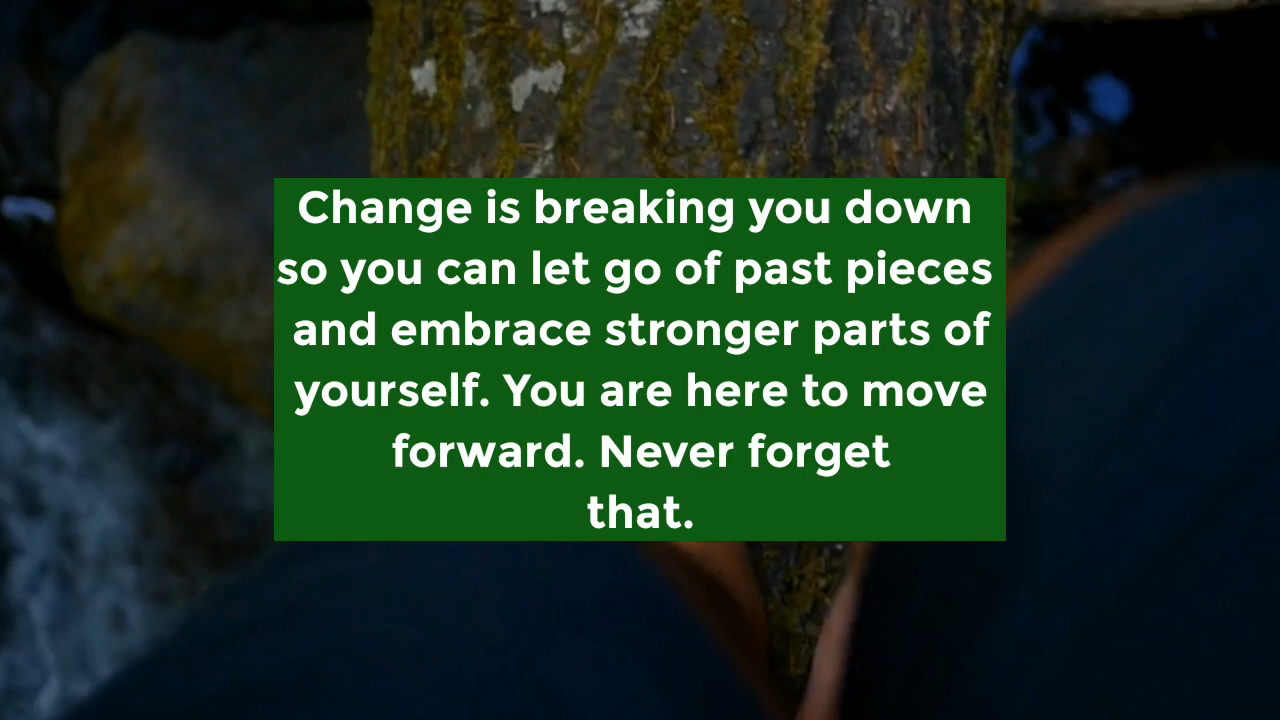 Change is breaking you down
so you can let go of past pieces
and embrace stronger parts of
yourself. You are here to move
forward. Never forget
that.